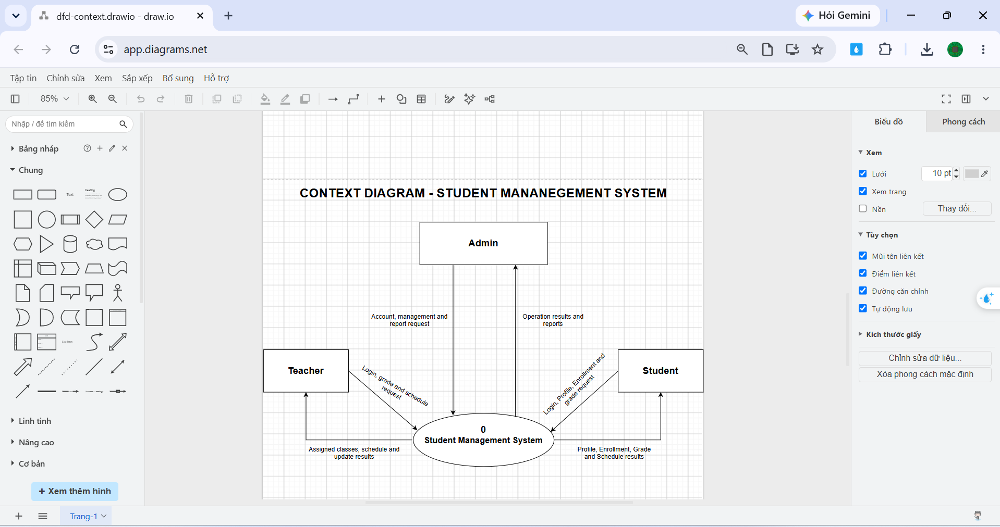 dfd-context.drawio - draw.io
Hỏi Gemini
app.diagrams.net
Tập tin Chỉnh sửa Xem Sắp xếp Bổ sung Hỗ trợ
85%
Nhập / để tìm kiếm
Bảng nháp
Chung
Text
Heading
List Item
Linh tinh
Nâng cao
Cơ bản
+ Xem thêm hình
CONTEXT DIAGRAM - STUDENT MANANEGEMENT SYSTEM
Admin
Account, management and
report request
Operation results and
reports
Teacher
Login, grade and schedule
request
Login, Profile, Enrollment and
grade request
Student
0
Student Management System
Assigned classes, schedule and
update results
Profile, Enrollment, Grade
and Schedule results
Biểu đồ
Phong cách
Xem
Lưới
10 pt
Xem trang
Nền
Thay đổi...
Tùy chọn
Mũi tên liên kết
Điểm liên kết
Đường căn chỉnh
Tự động lưu
Kích thước giấy
Chỉnh sửa dữ liệu...
Xóa phong cách mặc định
Trang-1